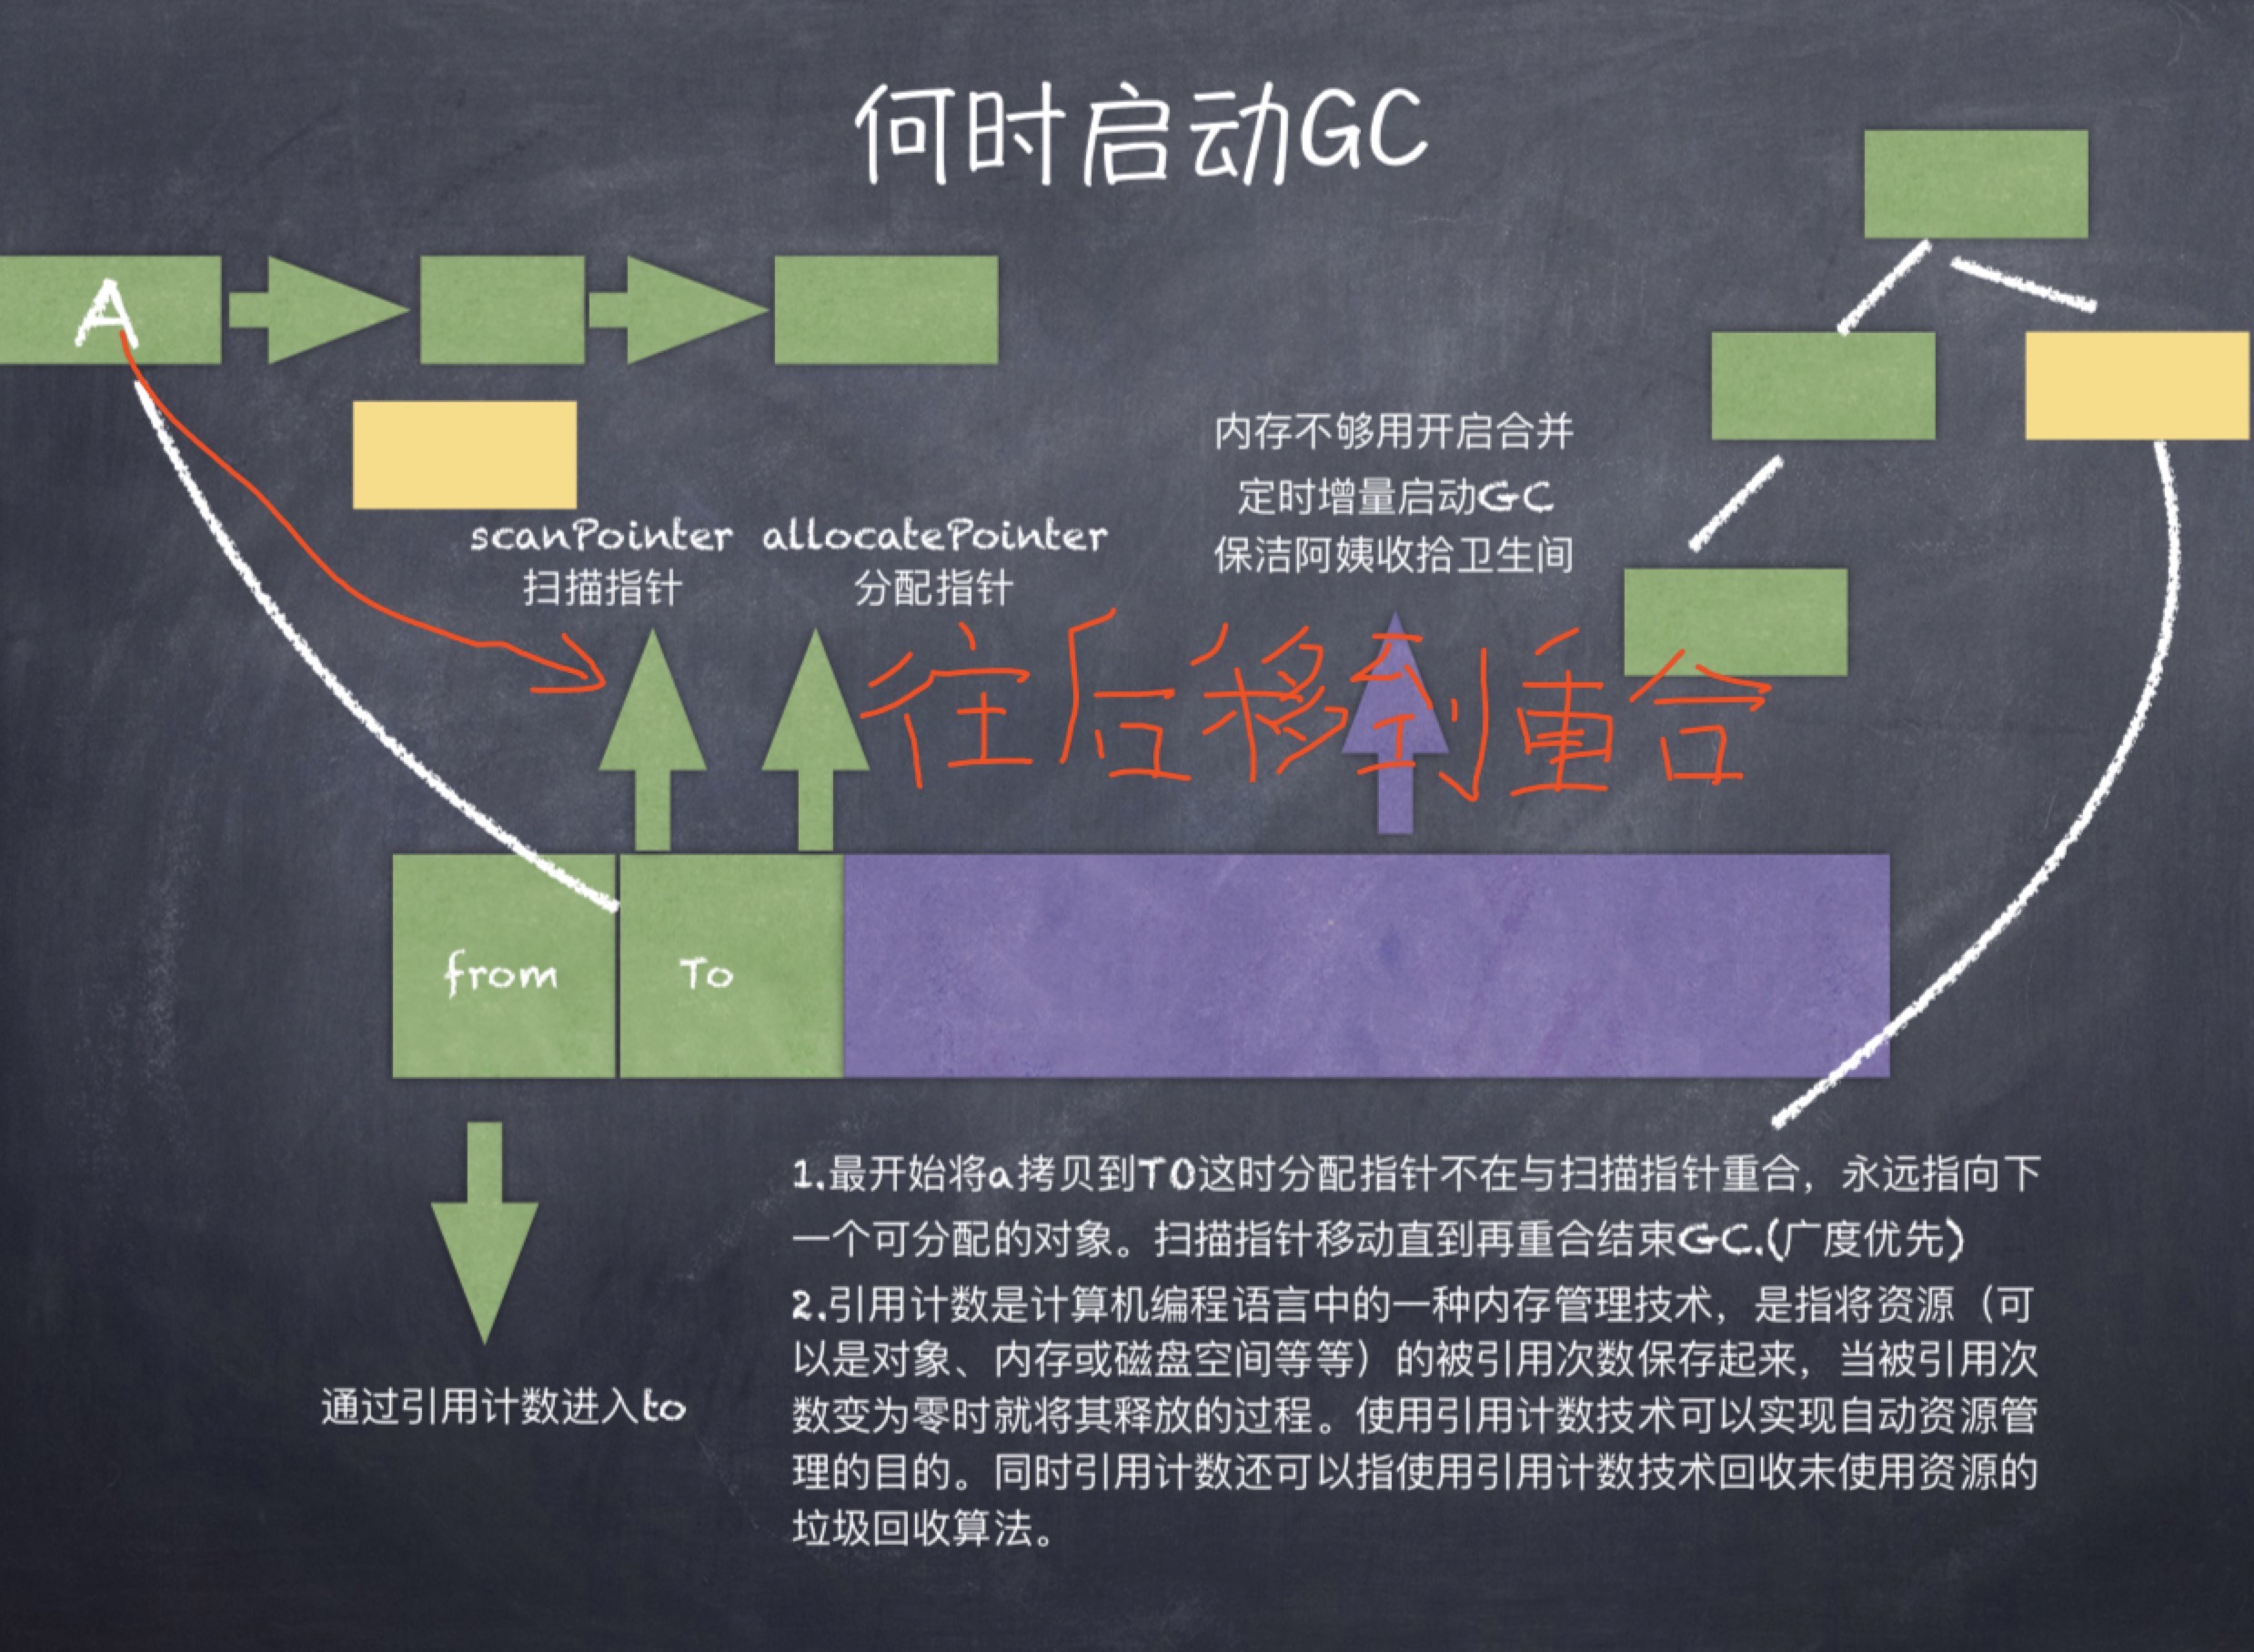 何时启动GC
A
内存不够用开启合并
定时增量启动GC
保洁阿姨收拾卫生间
scanPointer
扫描指针
allocatePointer
分配指针
往后移到重合
from
To
通过引用计数进入to
1.最开始将a拷贝到TO这时分配指针不在与扫描指针重合，永远指向下
一个可分配的对象。扫描指针移动直到再重合结束GC.(广度优先)
2.引用计数是计算机编程语言中的一种内存管理技术，是指将资源（可
以是对象、内存或磁盘空间等等）的被引用次数保存起来，当被引用次
数变为零时就将其释放的过程。使用引用计数技术可以实现自动资源管
理的目的。同时引用计数还可以指使用引用计数技术回收未使用资源的
垃圾回收算法。